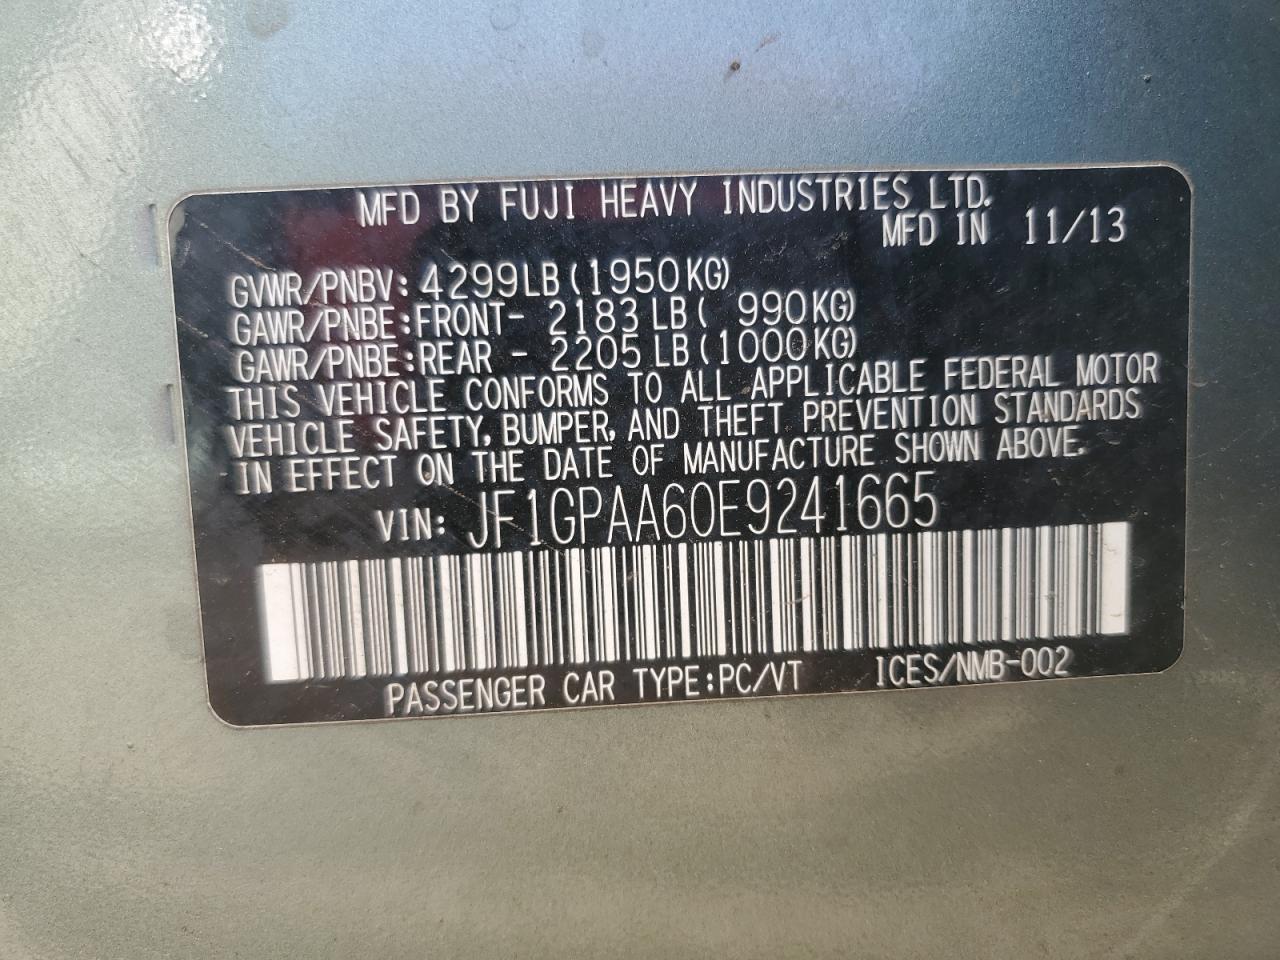 MFD BY FUJI HEAVY INDUSTRIES LTD.
MFD IN 11/13
GVWR/PNBV: 4299LB (1950KG)
GAWR/PNBE:FRONT- 2183 LB ( 990KG)
GAWR/PNBE:REAR - 2205 LB (1000KG)
THIS VEHICLE CONFORMS TO ALL APPLICABLE FEDERAL MOTOR
VEHICLE SAFETY, BUMPER, AND THEFT PREVENTION STANDARDS
IN EFFECT ON THE DATE OF MANUFACTURE SHOWN ABOVE.
VIN: JF1GPAA60E9241665
PASSENGER CAR TYPE:PC/VT ICES/NMB-002